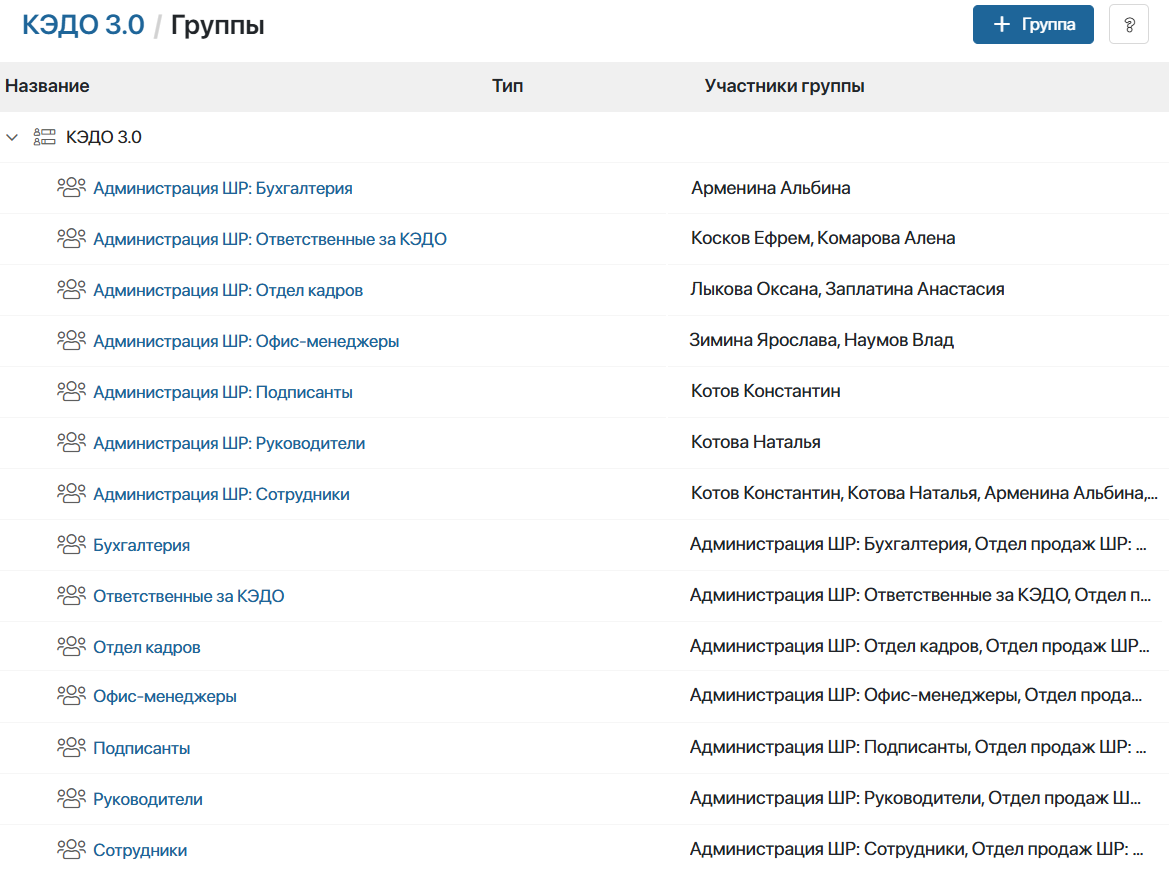 КЭДО 3.0 / Группы
+ Группа ?
Название Тип Участники группы
КЭДО 3.0
Администрация ШР: Бухгалтерия Арменина Альбина
Администрация ШР: Ответственные за КЭДО Косков Ефрем, Комарова Алена
Администрация ШР: Отдел кадров Лыкова Оксана, Заплатина Анастасия
Администрация ШР: Офис-менеджеры Зимина Ярослава, Наумов Влад
Администрация ШР: Подписанты Котов Константин
Администрация ШР: Руководители Котова Наталья
Администрация ШР: Сотрудники Котов Константин, Котова Наталья, Арменина Альбина,...
Бухгалтерия Администрация ШР: Бухгалтерия, Отдел продаж ШР: ...
Ответственные за КЭДО Администрация ШР: Ответственные за КЭДО, Отдел п...
Отдел кадров Администрация ШР: Отдел кадров, Отдел продаж ШР...
Офис-менеджеры Администрация ШР: Офис-менеджеры, Отдел прода...
Подписанты Администрация ШР: Подписанты, Отдел продаж ШР: ...
Руководители Администрация ШР: Руководители, Отдел продаж Ш...
Сотрудники Администрация ШР: Сотрудники, Отдел продаж ШР: ...